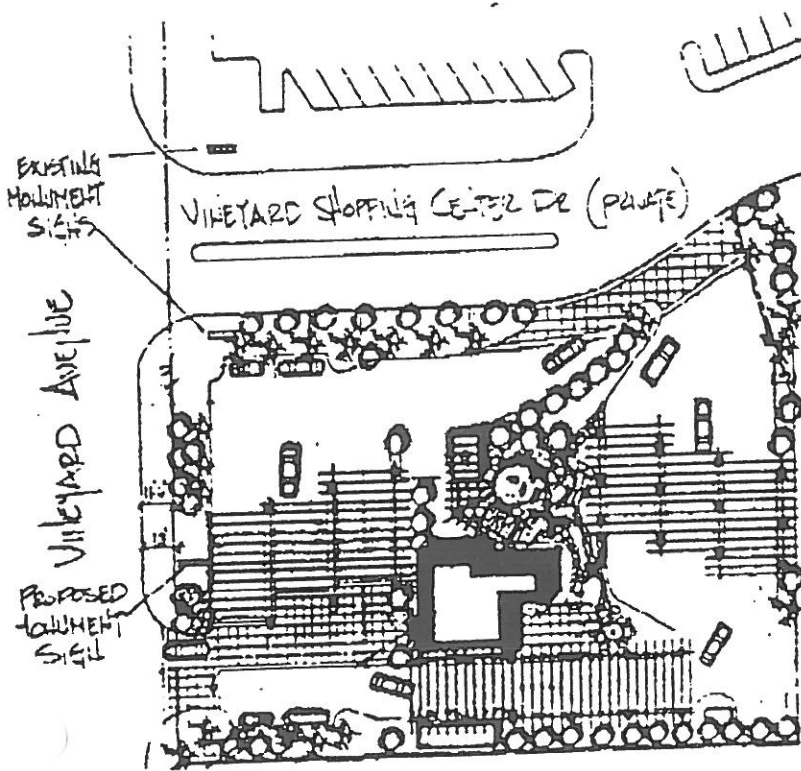 EXISTING
MONUMENT
SIGNS
VINEYARD SHOPPING CENTER DR (PRIVATE)
VINEYARD AVENUE
PROPOSED
MONUMENT
SIGN